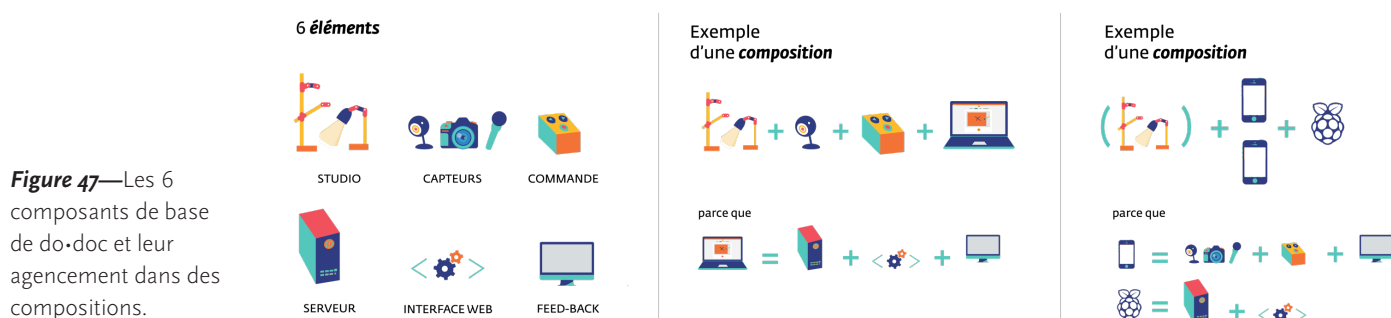 Figure 47—Les 6
composants de base
de do•doc et leur
agencement dans des
compositions.
6 éléments
STUDIO
CAPTEURS
COMMANDE
SERVEUR
INTERFACE WEB
FEED-BACK
Exemple
d'une composition
+ + +
parce que
= + < > +
Exemple
d'une composition
( ) + +
parce que
= + +
= + < >